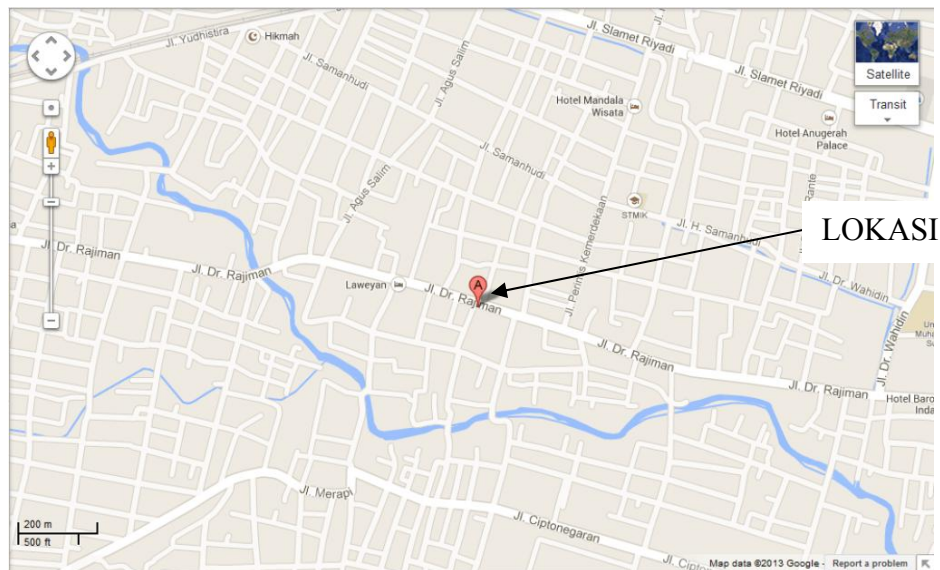 Jl. Yudhistira
Hikmah
Jl. Samanhudi
Jl. Agus Salim
Jl. Slamet Riyadi
Jl. Slamet Riyadi
Satellite
Transit
Hotel Mandala
Wisata
Hotel Anugerah
Palace
Jl. Samanhudi
Jl. Agus Salim
STMIK
Jl. Perintis Kemerdekaan
Jl. H. Samanhudi
LOKASI
Jl. Dr. Rajiman
Jl. Dr. Rajiman
Laweyan
A
Jl. Dr. Rajiman
Jl. Dr. Wahidin
Jl. Dr. Wahidin
Jl. Dr. Rajiman
Jl. Dr. Rajiman
Hotel Baro
Inda
Jl. Merapi
Jl. Ciptonegaran
200 m
500 ft
Map data ©2013 Google -
Report a problem